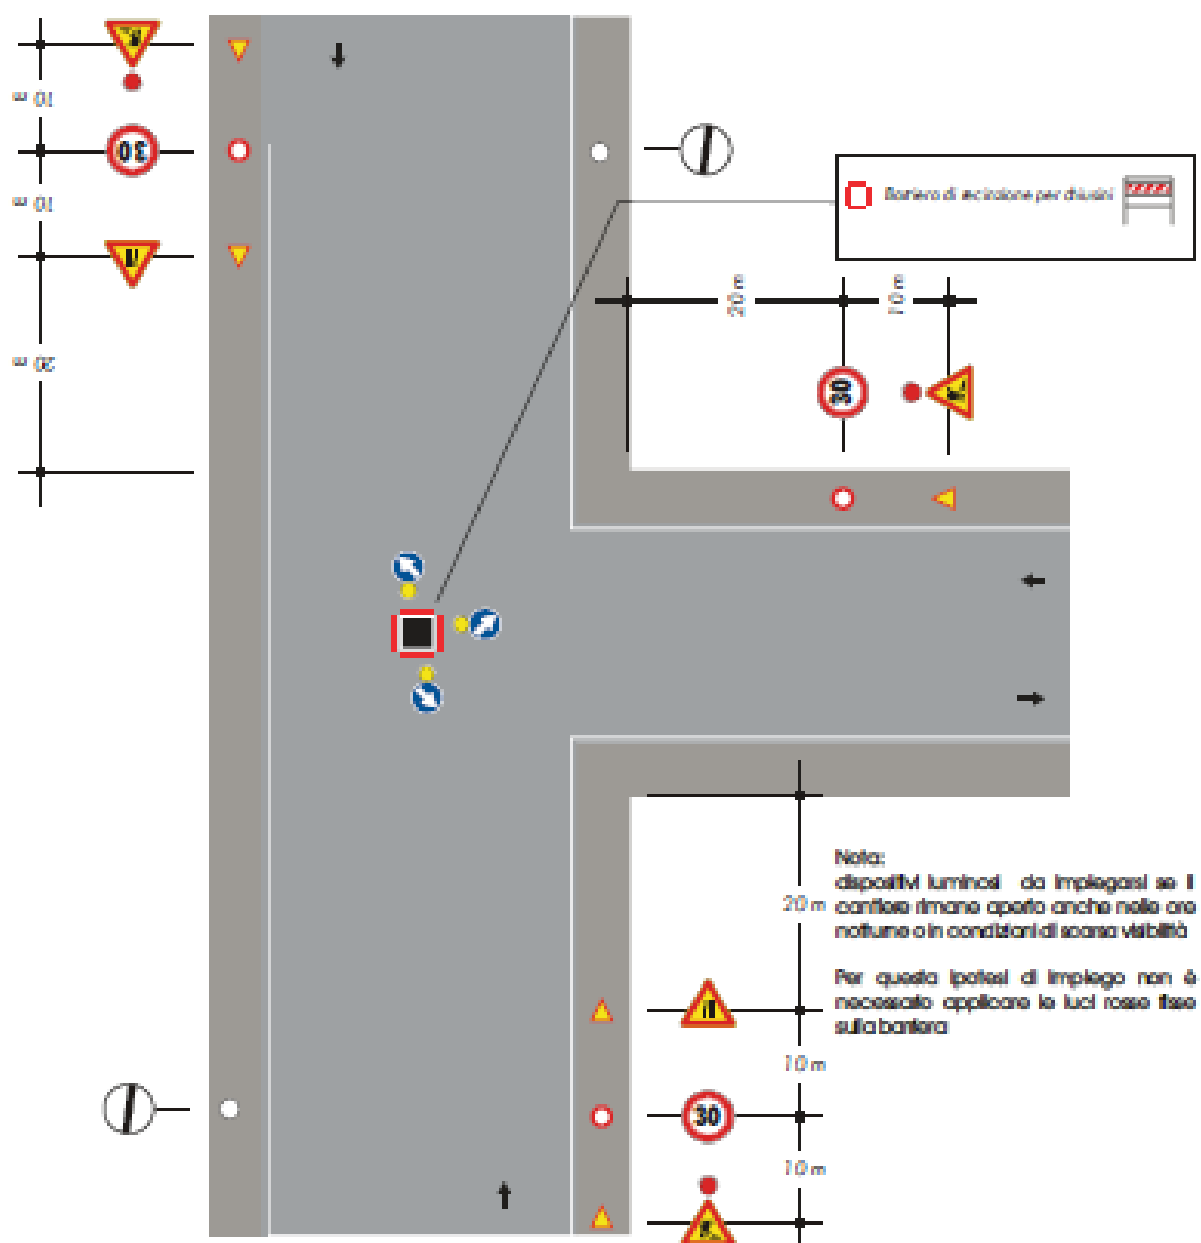 10 m
30
10 m
20 m
Barriera di recinzione per chiusini
20 m
10 m
30
Nota:
dispositivi luminosi da impiegarsi se il
cantiere rimane aperto anche nelle ore
notturne o in condizioni di scarsa visibilità
Per questa ipotesi di impiego non è
necessario applicare le luci rosse fisse
sulla barriera
20 m
10 m
30
10 m